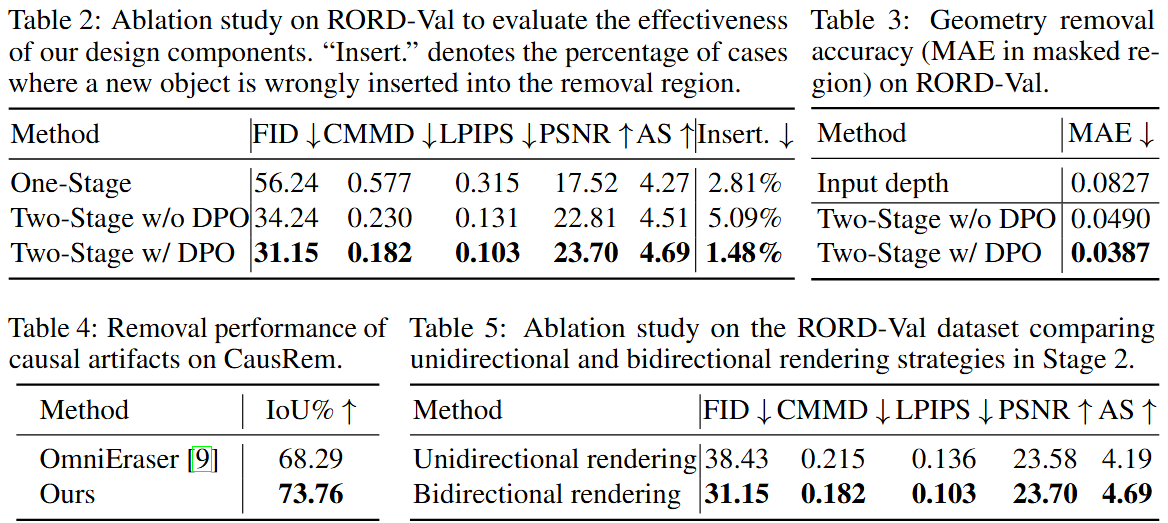 Table 2: Ablation study on RORD-Val to evaluate the effectiveness
of our design components. “Insert.” denotes the percentage of cases
where a new object is wrongly inserted into the removal region.
Method FID ↓ CMMD ↓ LPIPS ↓ PSNR ↑ AS ↑ Insert. ↓
One-Stage 56.24 0.577 0.315 17.52 4.27 2.81%
Two-Stage w/o DPO 34.24 0.230 0.131 22.81 4.51 5.09%
Two-Stage w/ DPO 31.15 0.182 0.103 23.70 4.69 1.48%
Table 3: Geometry removal
accuracy (MAE in masked re-
gion) on RORD-Val.
Method MAE ↓
Input depth 0.0827
Two-Stage w/o DPO 0.0490
Two-Stage w/ DPO 0.0387
Table 4: Removal performance of
causal artifacts on CausRem.
Method IoU% ↑
OmniEraser [9] 68.29
Ours 73.76
Table 5: Ablation study on the RORD-Val dataset comparing
unidirectional and bidirectional rendering strategies in Stage 2.
Method FID ↓ CMMD ↓ LPIPS ↓ PSNR ↑ AS ↑
Unidirectional rendering 38.43 0.215 0.136 23.58 4.19
Bidirectional rendering 31.15 0.182 0.103 23.70 4.69